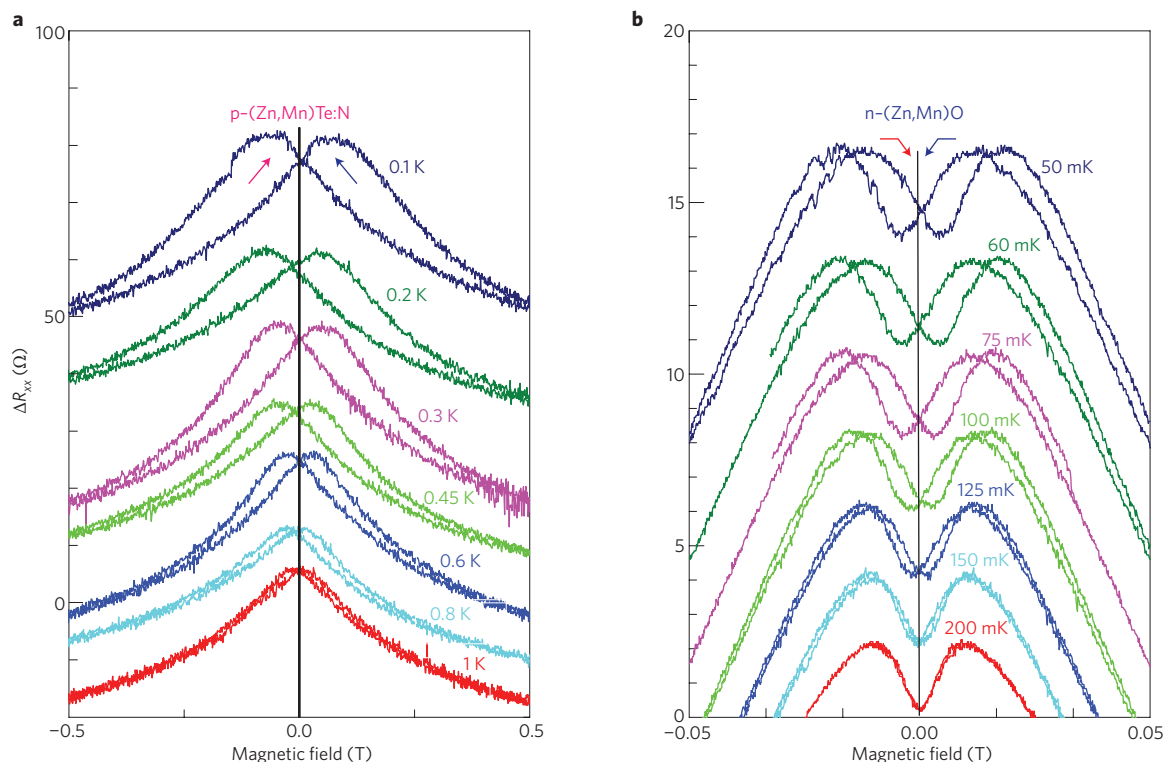 a
100
50
0
ΔRxx (Ω)
p-(Zn,Mn)Te:N
0.1 K
0.2 K
0.3 K
0.45 K
0.6 K
0.8 K
1 K
−0.5
0.0
0.5
Magnetic field (T)
b
20
15
10
5
0
n-(Zn,Mn)O
50 mK
60 mK
75 mK
100 mK
125 mK
150 mK
200 mK
−0.05
0.00
0.05
Magnetic field (T)